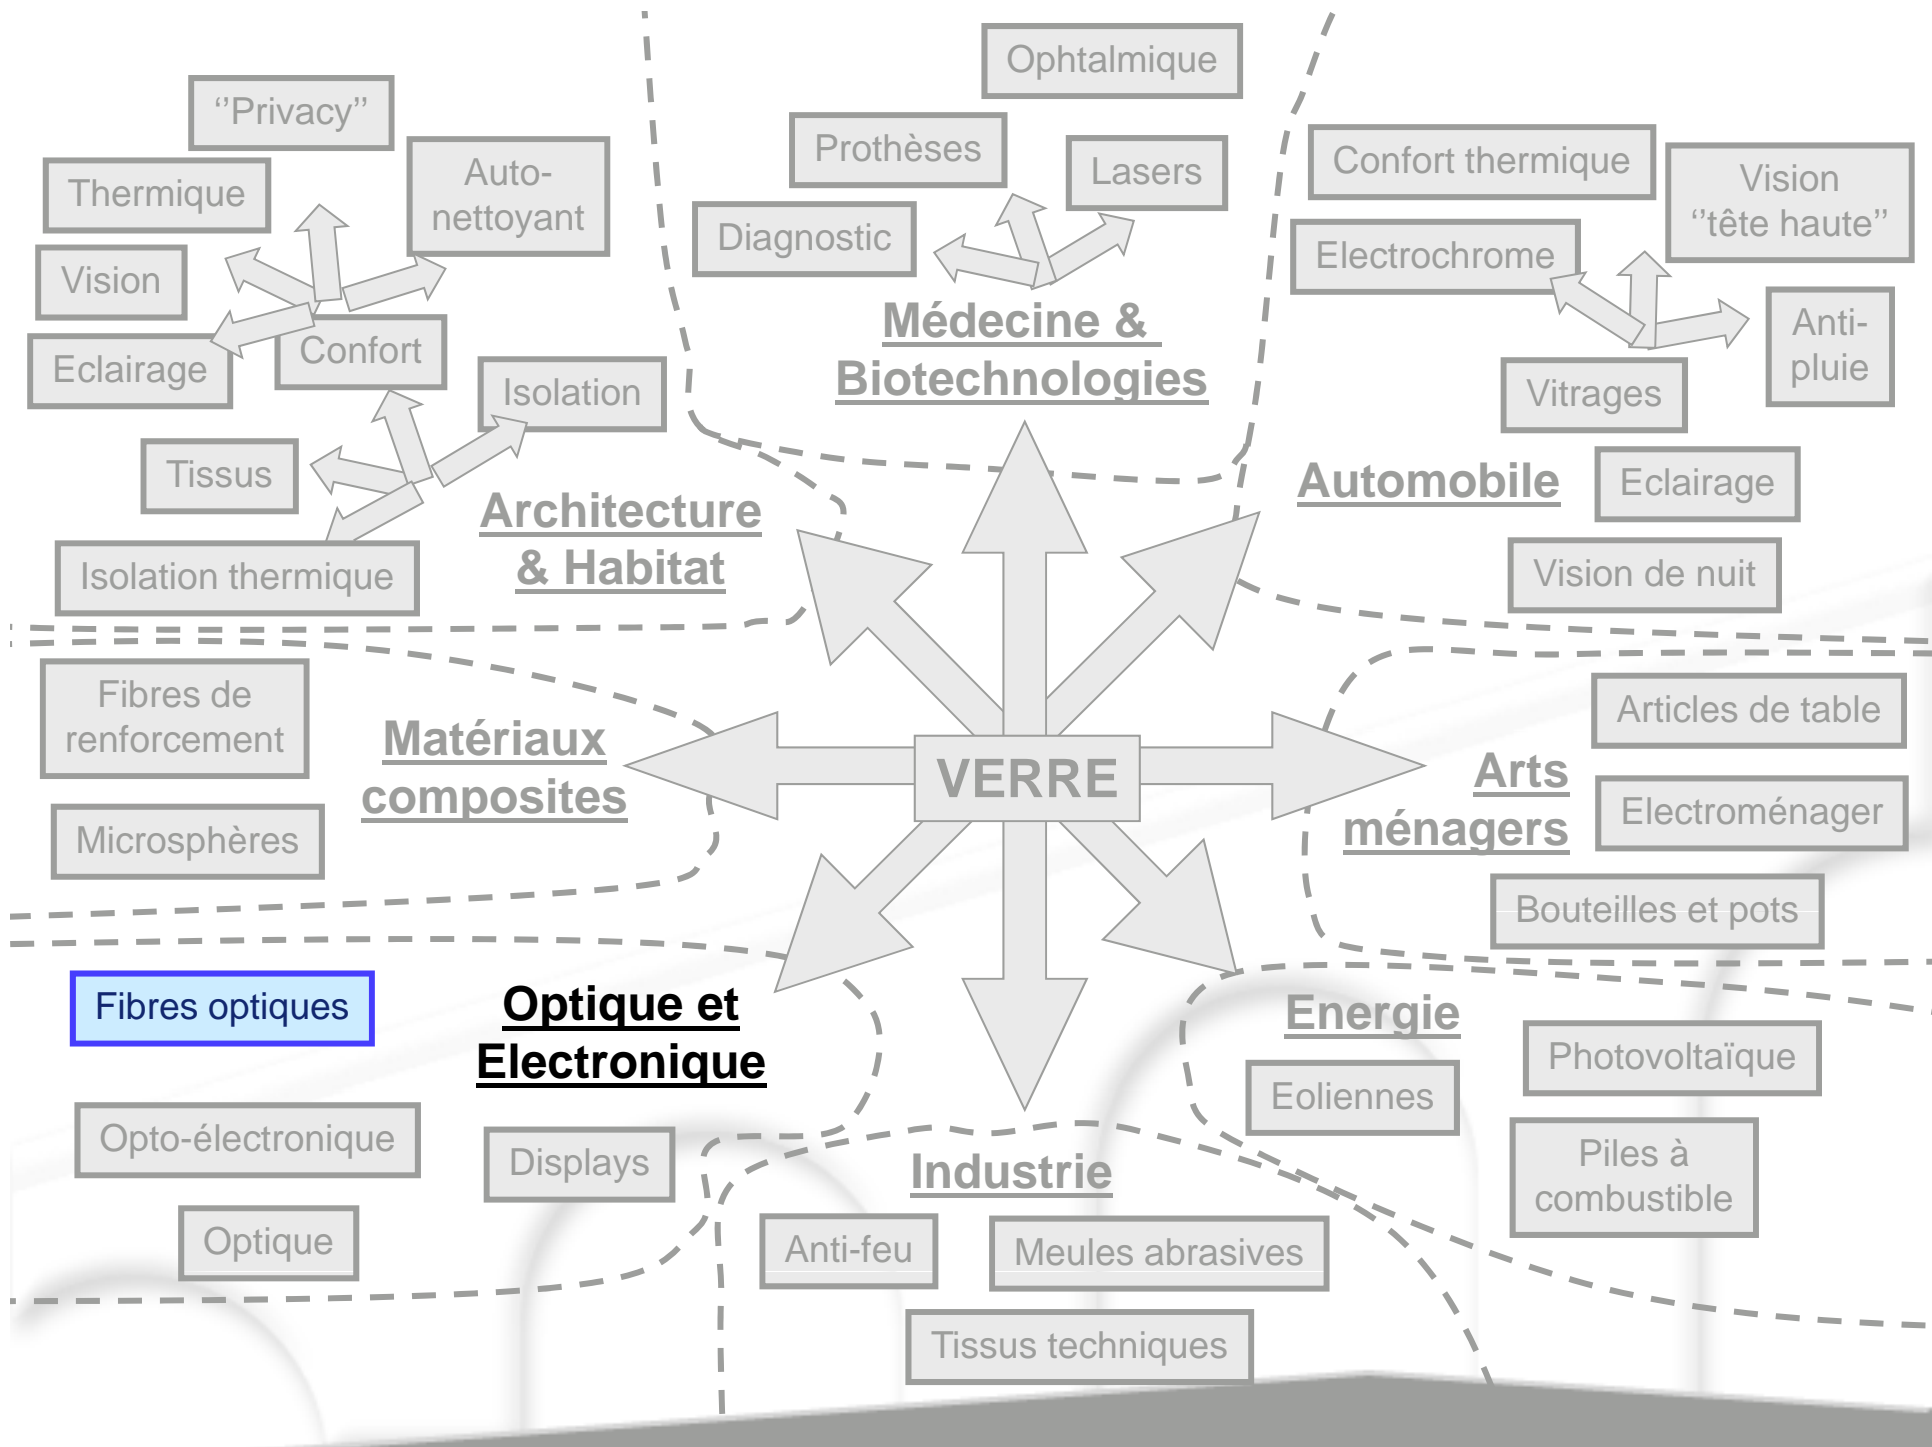 ‘‘Privacy’’
Thermique
Auto-
nettoyant
Vision
Eclairage
Confort
Isolation
Tissus
Isolation thermique
Architecture
& Habitat
Ophtalmique
Prothèses
Lasers
Diagnostic
Médecine &
Biotechnologies
Confort thermique
Vision
‘‘tête haute’’
Electrochrome
Anti-
pluie
Vitrages
Automobile
Eclairage
Vision de nuit
Fibres de
renforcement
Matériaux
composites
Microsphères
VERRE
Articles de table
Arts
ménagers
Electroménager
Bouteilles et pots
Fibres optiques
Optique et
Electronique
Opto-électronique
Displays
Optique
Industrie
Anti-feu
Meules abrasives
Tissus techniques
Energie
Photovoltaïque
Eoliennes
Piles à
combustible